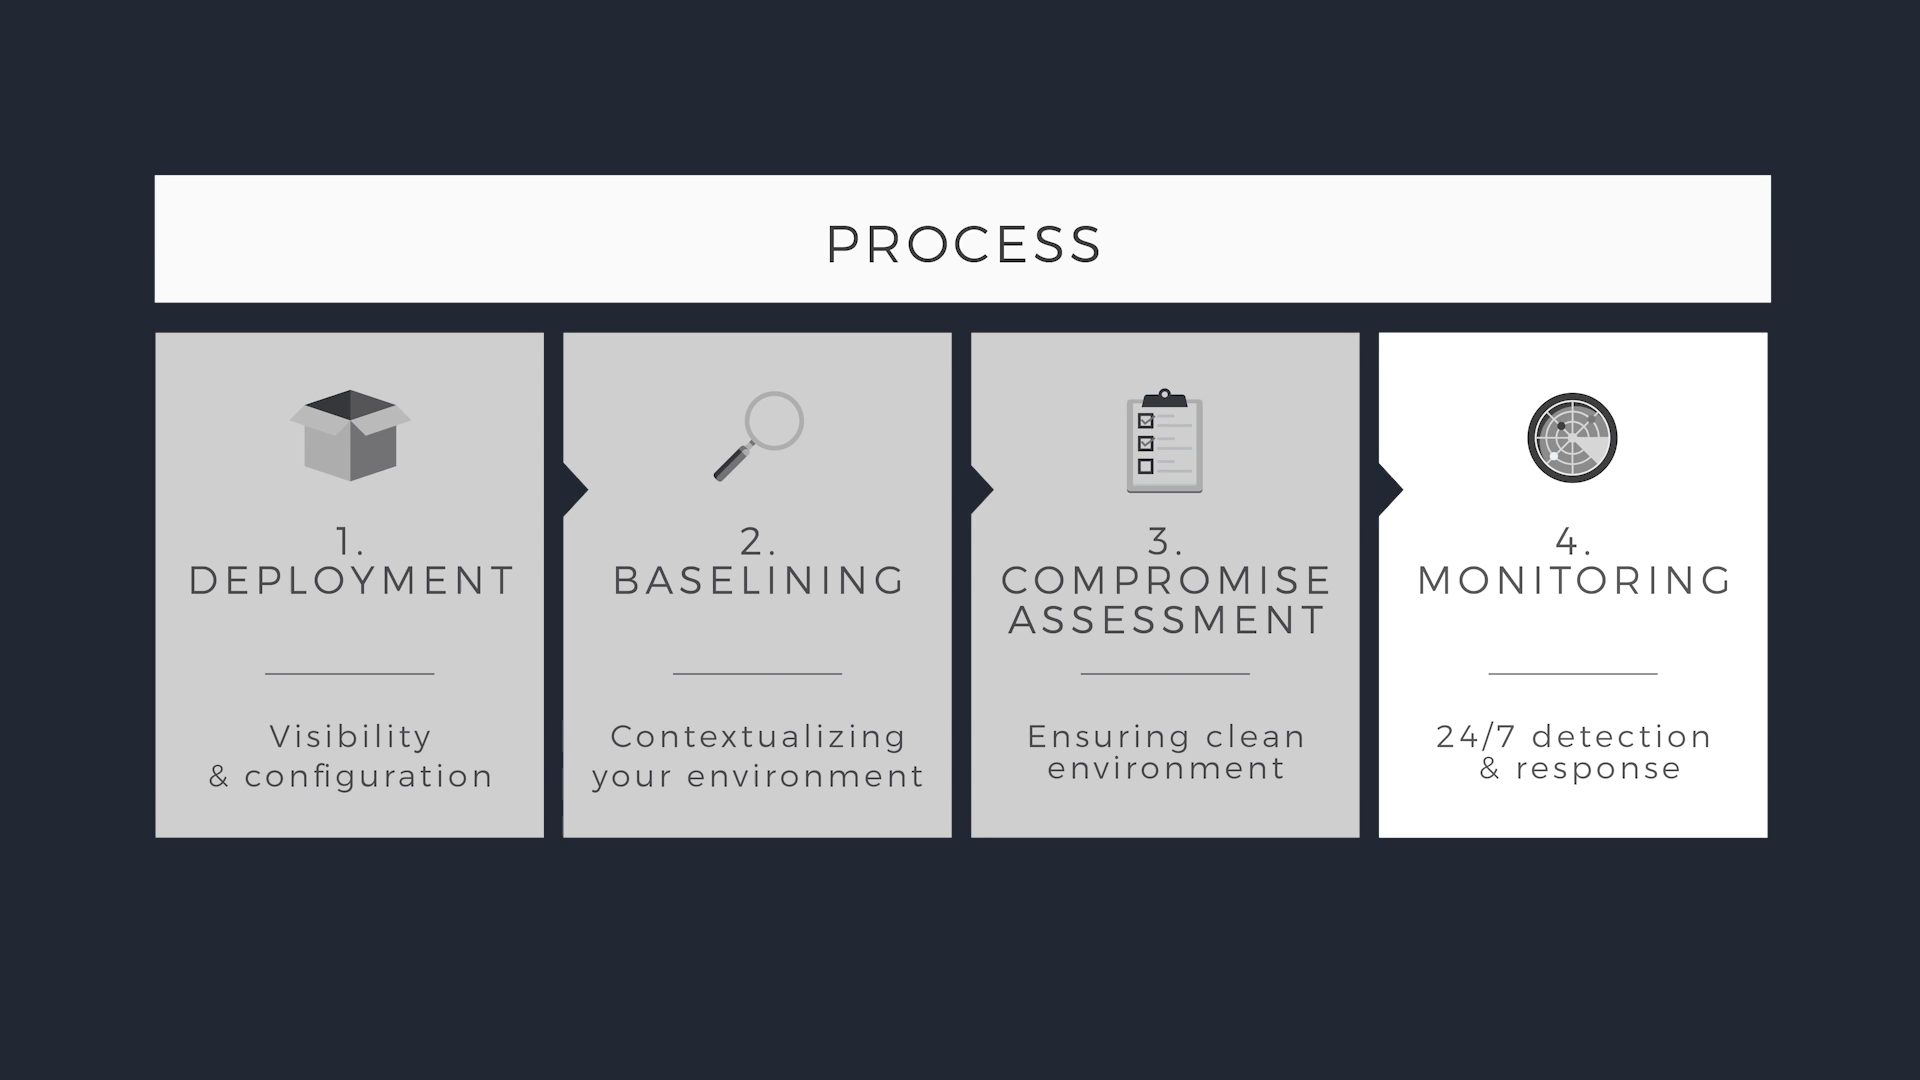 PROCESS
1.
DEPLOYMENT
Visibility
& configuration
2.
BASELINING
Contextualizing
your environment
3.
COMPROMISE
ASSESSMENT
Ensuring clean
environment
4.
MONITORING
24/7 detection
& response